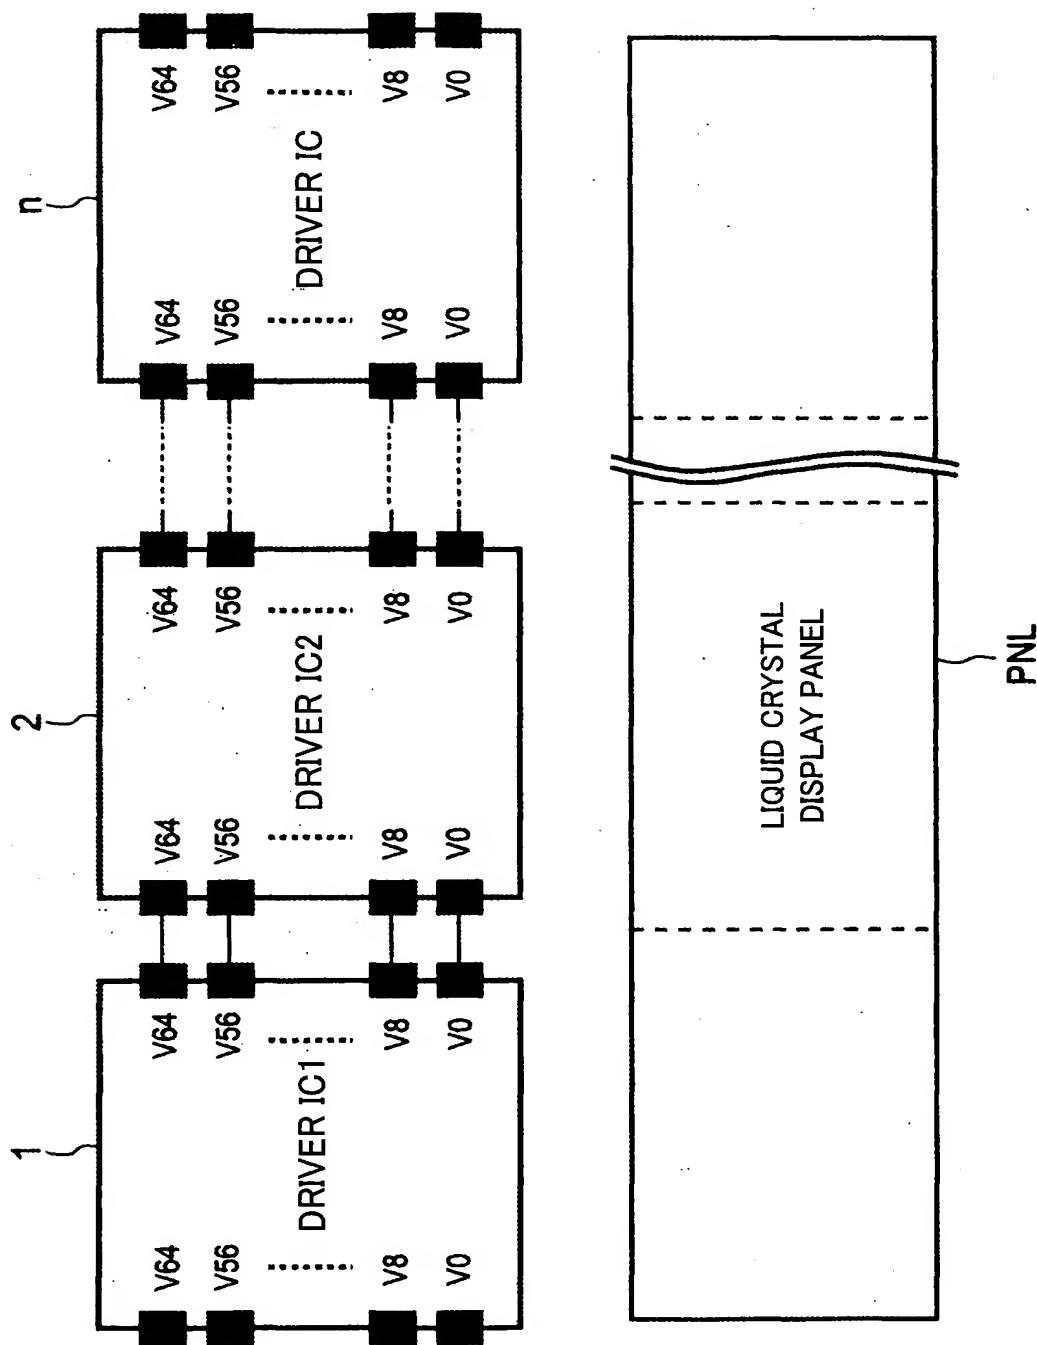 1
2
n
V64
V64
V64
V64
V64
V64
V56
V56
V56
V56
V56
V56
DRIVER IC1
DRIVER IC2
DRIVER IC
V8
V8
V8
V8
V8
V8
V0
V0
V0
V0
V0
V0
LIQUID CRYSTAL
DISPLAY PANEL
PNL